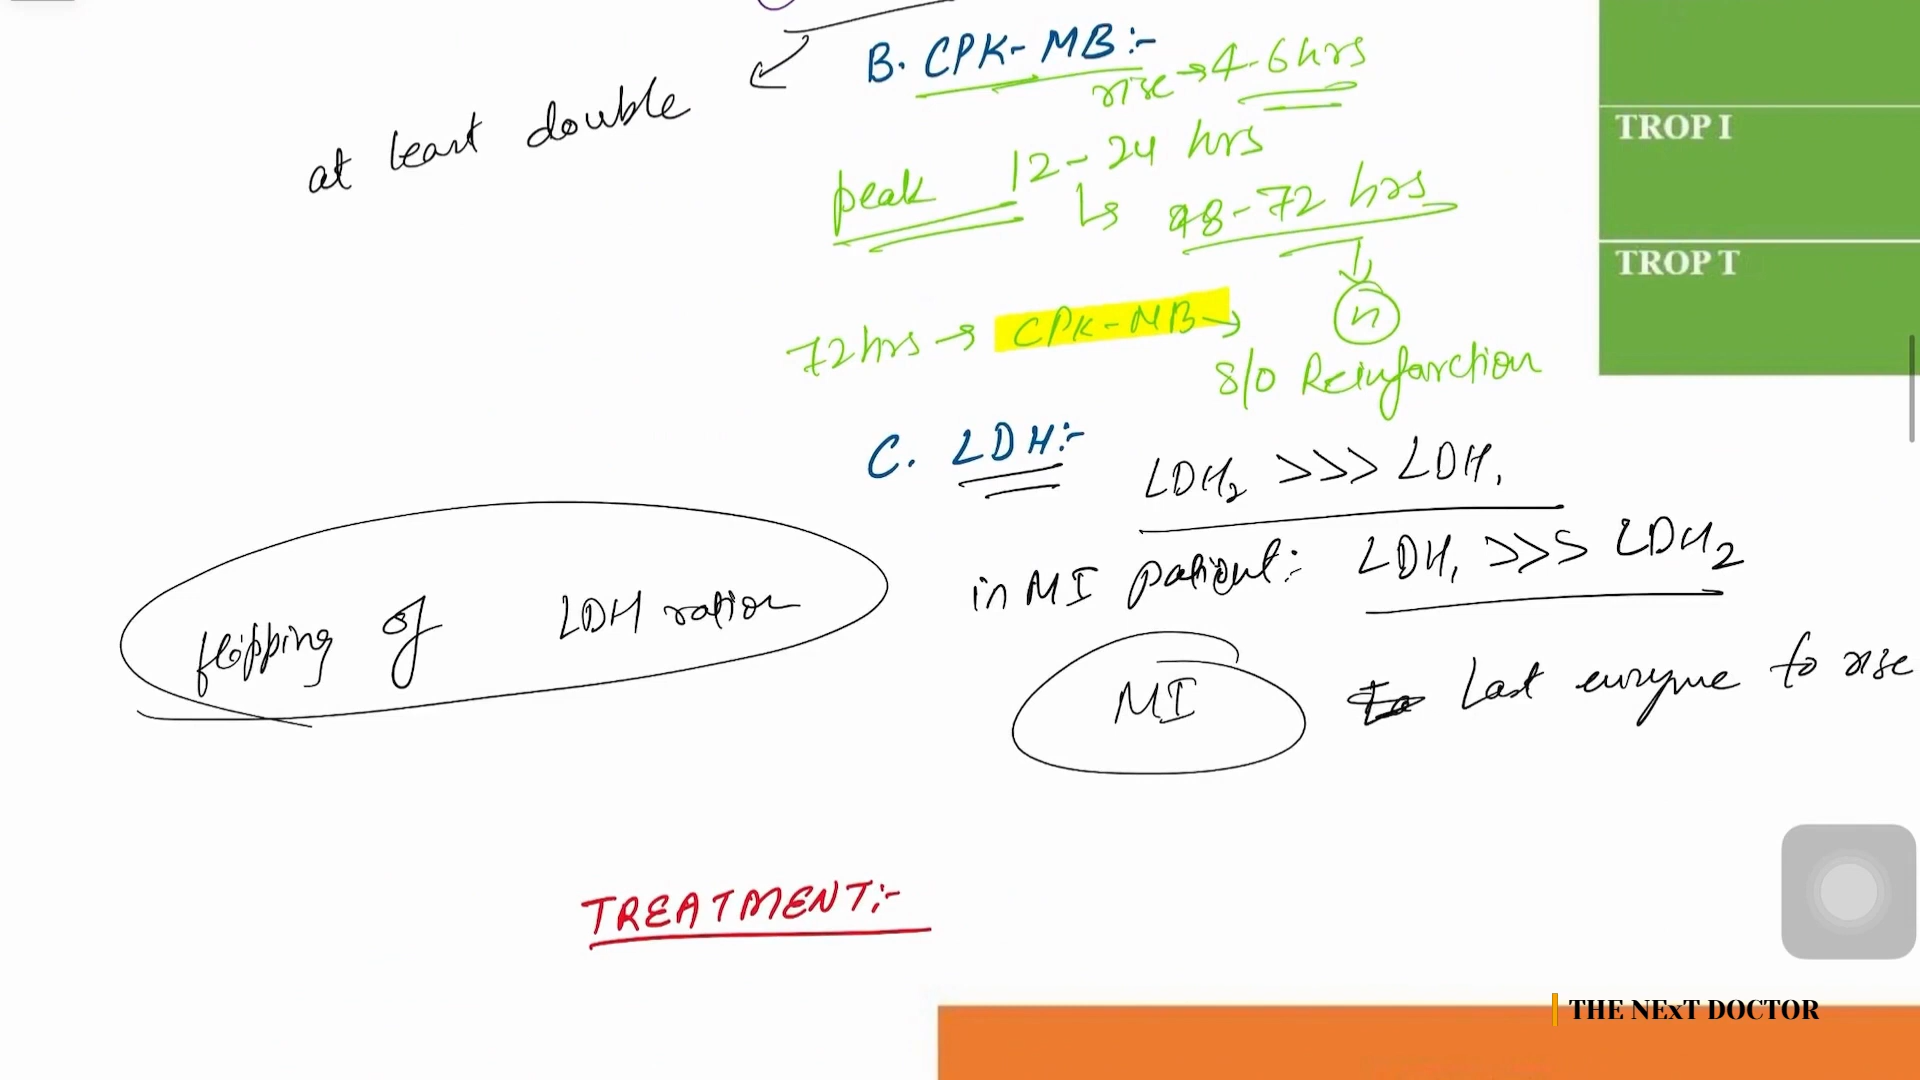 B. CPK-MB:-
rise → 4-6 hrs
at least double
peak 12-24 hrs
↳ 48-72 hrs
n
72 hrs → CPK-MB →
S/O Reinfarction
C. LDH:-
LDH2 >>> LDH1
in MI patient:- LDH1 >>> LDH2
flipping of LDH ration
MI
Last enzyme to rise
TREATMENT:-
TROP I
TROP T
THE NExT DOCTOR